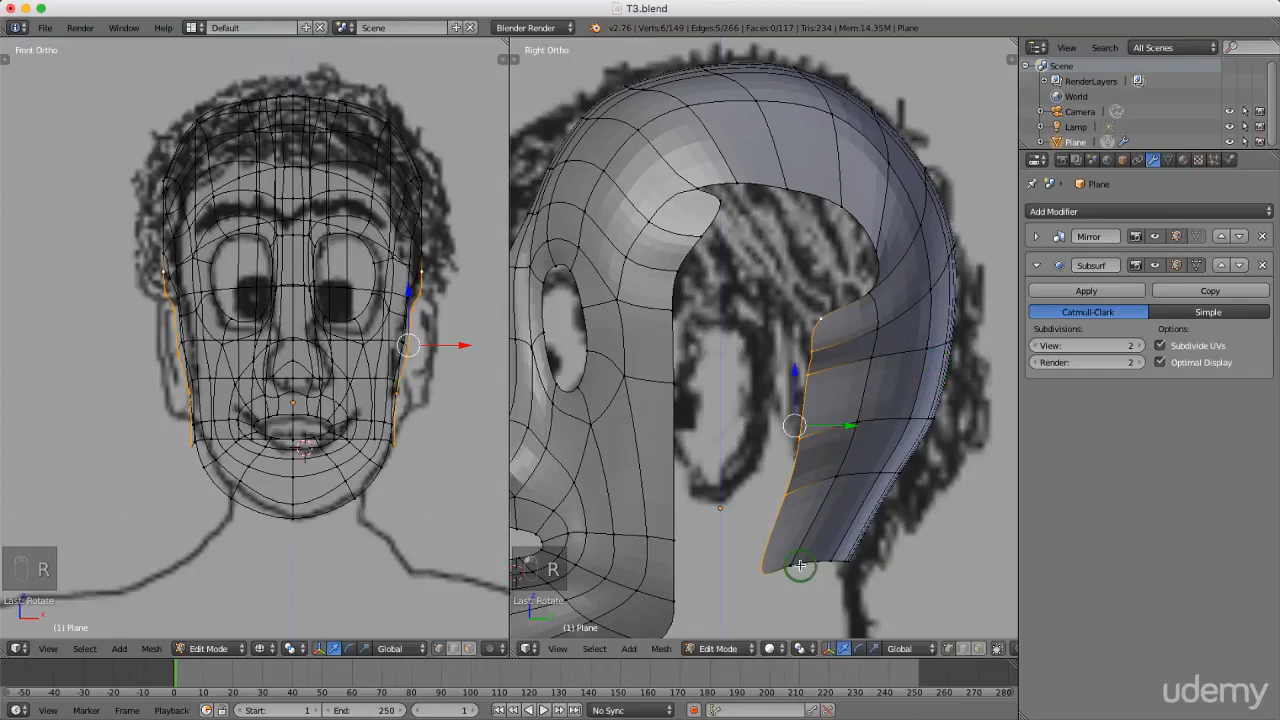 T3.blend
File Render Window Help Default Scene Blender Render v2.76 | Verts:6/149 | Edges:5/266 | Faces:0/117 | Tris:234 | Mem:14.35M | Plane
View Search All Scenes
Front Ortho
Right Ortho
Scene
RenderLayers
World
Camera
Lamp
Plane
Plane
Add Modifier
Mirror
Subsurf
Apply Copy
Catmull-Clark Simple
Subdivisions: Options:
View: 2 Subdivide UVs
Render: 2 Optimal Display
R
R
Last: Rotate
Last: Rotate
(1) Plane
(1) Plane
View Select Add Mesh Edit Mode Global
View Select Add Mesh Edit Mode Global
-50 -40 -30 -20 -10 0 10 20 30 40 50 60 70 80 90 100 110 120 130 140 150 160 170 180 190 200 210 220 230 240 250 260 270 280
View Marker Frame Playback Start: 1 End: 250 1 No Sync
udemy